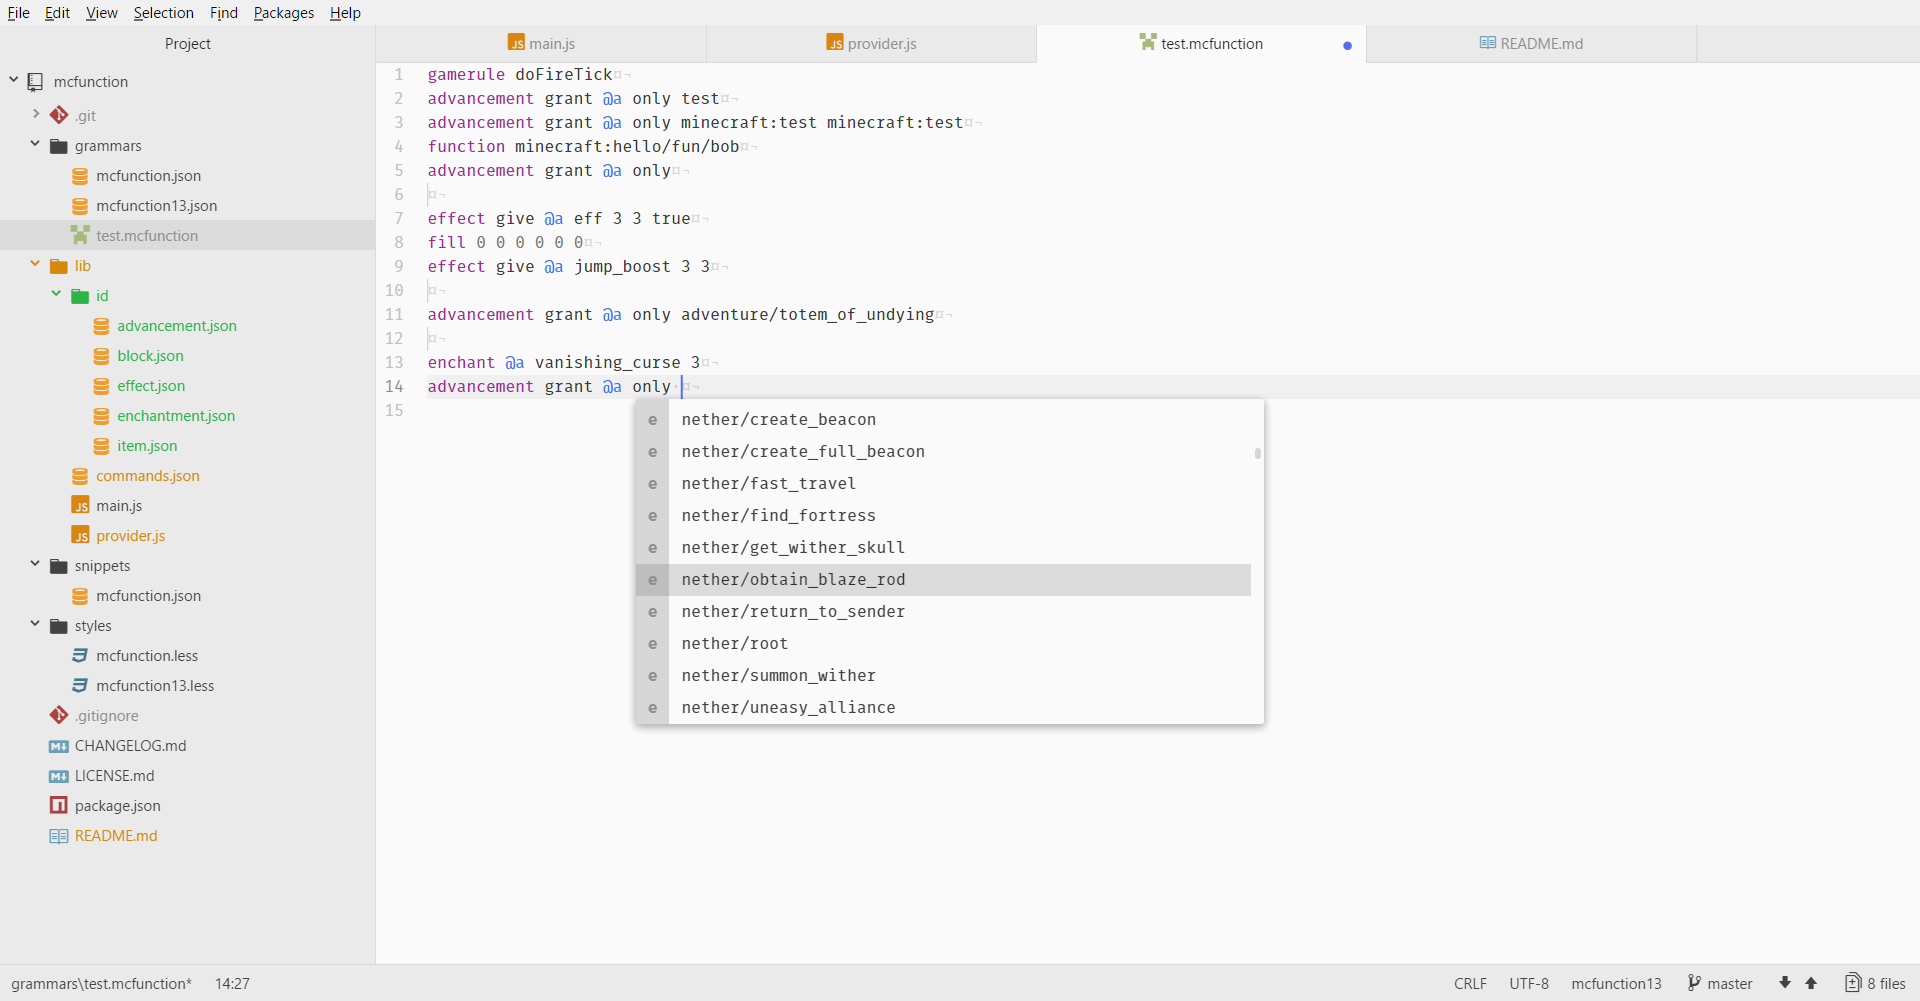 File Edit View Selection Find Packages Help
Project
mcfunction
.git
grammars
mcfunction.json
mcfunction13.json
test.mcfunction
lib
id
advancement.json
block.json
effect.json
enchantment.json
item.json
commands.json
main.js
provider.js
snippets
mcfunction.json
styles
mcfunction.less
mcfunction13.less
.gitignore
CHANGELOG.md
LICENSE.md
package.json
README.md
main.js provider.js test.mcfunction README.md
1 gamerule doFireTick¤¬
2 advancement grant @a only test¤¬
3 advancement grant @a only minecraft:test minecraft:test¤¬
4 function minecraft:hello/fun/bob¤¬
5 advancement grant @a only¤¬
6 ¤¬
7 effect give @a eff 3 3 true¤¬
8 fill 0 0 0 0 0 0¤¬
9 effect give @a jump_boost 3 3¤¬
10 ¤¬
11 advancement grant @a only adventure/totem_of_undying¤¬
12 ¤¬
13 enchant @a vanishing_curse 3¤¬
14 advancement grant @a only·¤¬
15
e nether/create_beacon
e nether/create_full_beacon
e nether/fast_travel
e nether/find_fortress
e nether/get_wither_skull
e nether/obtain_blaze_rod
e nether/return_to_sender
e nether/root
e nether/summon_wither
e nether/uneasy_alliance
grammars\test.mcfunction* 14:27 CRLF UTF-8 mcfunction13 master 8 files